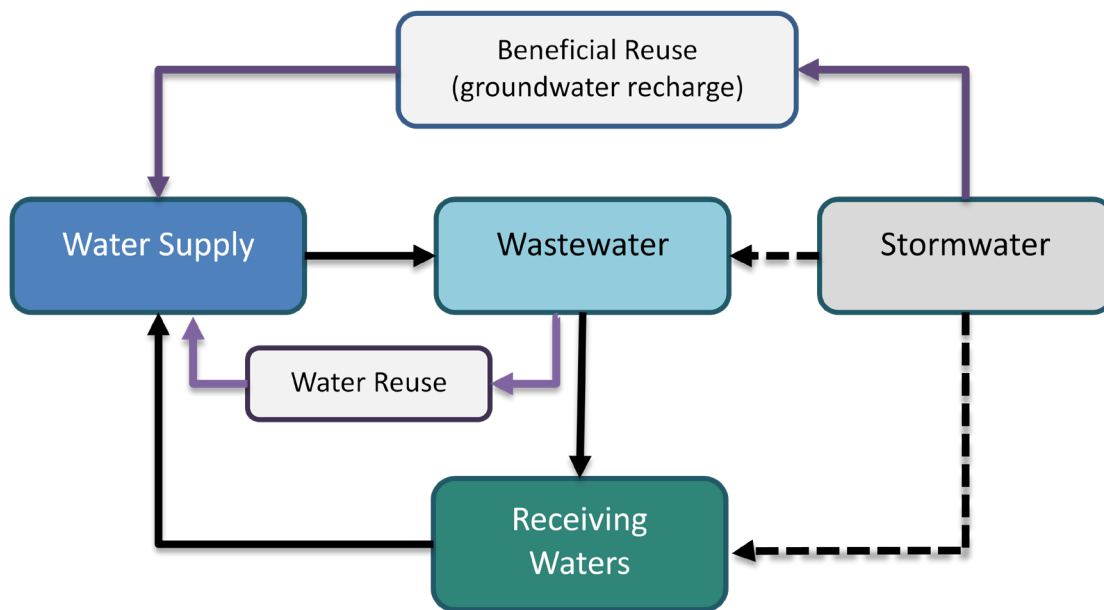 Beneficial Reuse
(groundwater recharge)
Water Supply
Wastewater
Stormwater
Water Reuse
Receiving
Waters